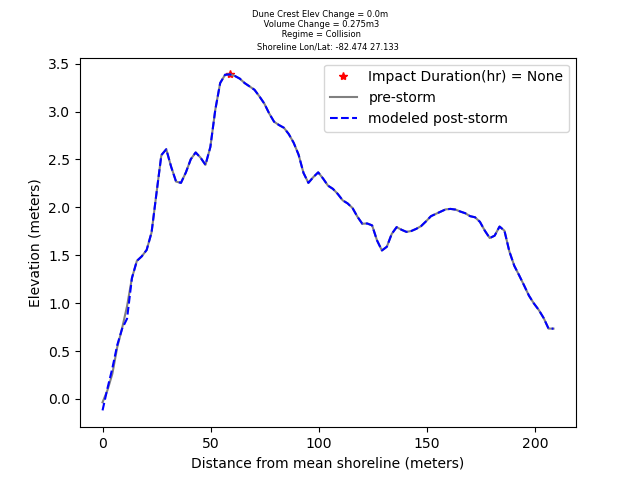 Dune Crest Elev Change = 0.0m
Volume Change = 0.275m3
Regime = Collision
Shoreline Lon/Lat: -82.474 27.133
Impact Duration(hr) = None
pre-storm
modeled post-storm
3.5
3.0
2.5
2.0
1.5
1.0
0.5
0.0
Elevation (meters)
0 50 100 150 200
Distance from mean shoreline (meters)